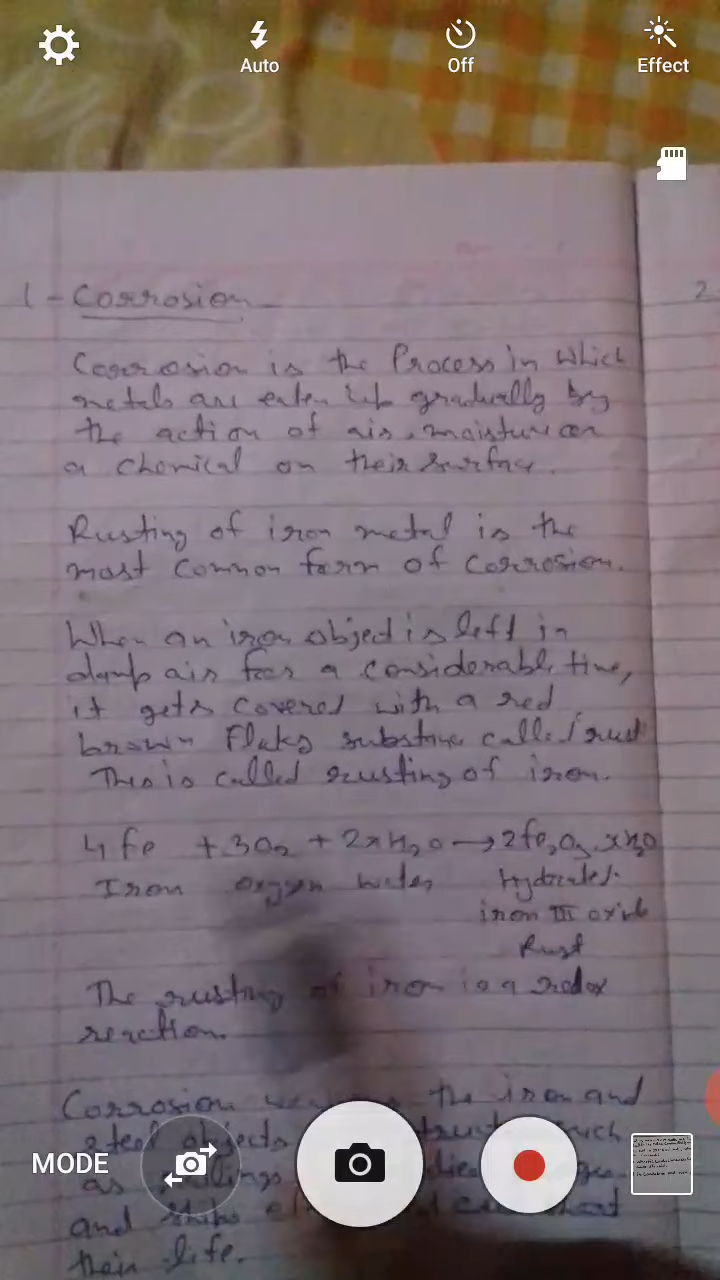 Auto
Off
Effect
1 - Corrosion
2
Corrosion is the Process in which
metals are eaten up gradually by
the action of air, moisture or
a chemical on their surface.
Rusting of iron metal is the
most common form of corrosion.
When an iron object is left in
damp air for a considerable time,
it gets covered with a red
brown flaky substance called rust
This is called rusting of iron.
4 fe + 3O2 + 2xH2O → 2fe2O3.xH2O
Iron oxygen water Hydrated
iron III oxide
Rust
The rusting of iron is a redox
reaction.
Corrosion the iron and
steel objects such
as
and ships
their life.
MODE